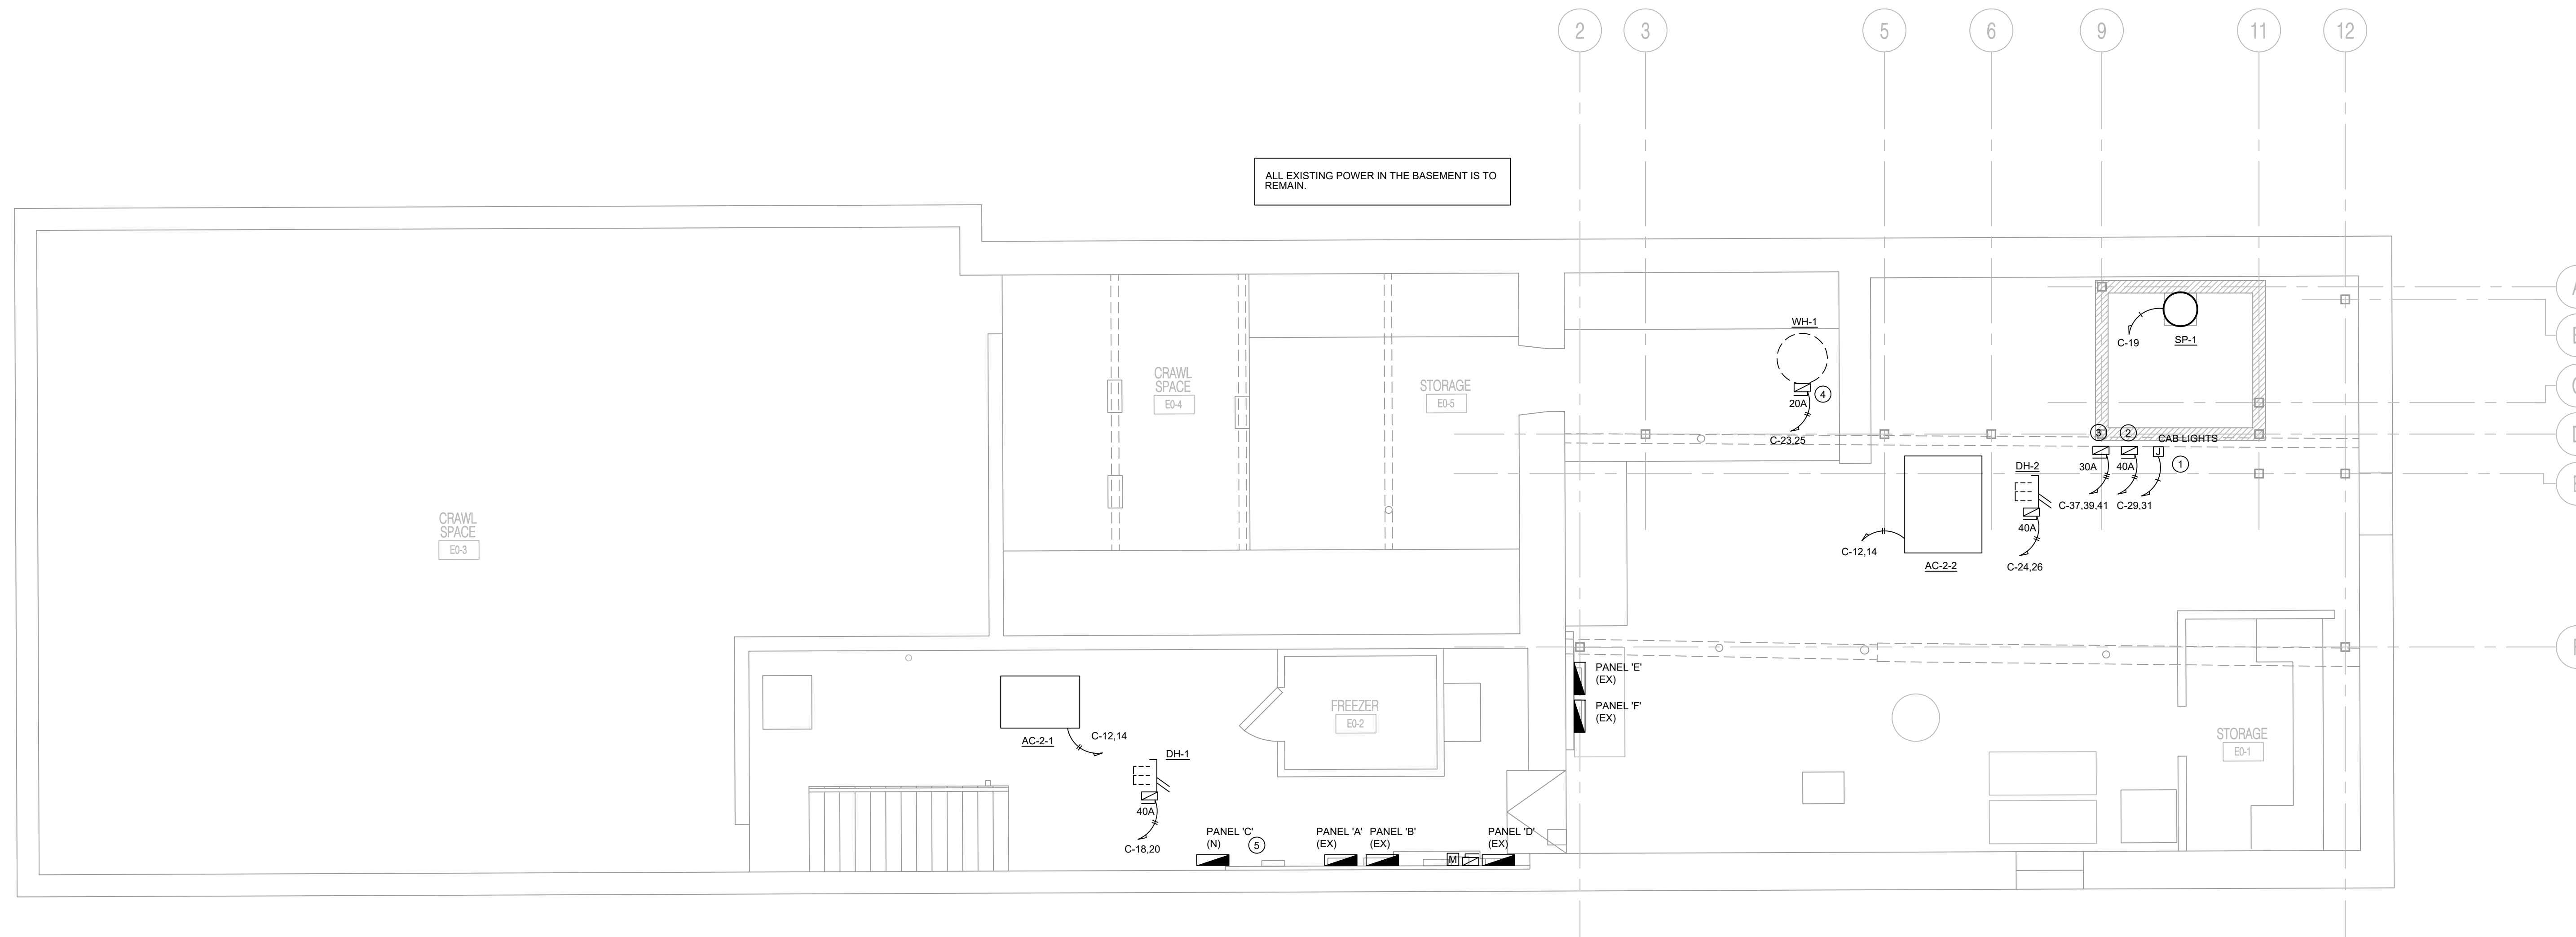 2 3 5 6 9 11 12
ALL EXISTING POWER IN THE BASEMENT IS TO
REMAIN.
A
WH-1
20A
4
C-23,25
C-19
SP-1
CRAWL
SPACE
E0-4
STORAGE
E0-5
3
2
CAB LIGHTS
30A
40A
J
1
C-37,39,41
C-29,31
DH-2
40A
C-24,26
C-12,14
AC-2-2
CRAWL
SPACE
E0-3
PANEL 'E'
(EX)
PANEL 'F'
(EX)
FREEZER
E0-2
STORAGE
E0-1
AC-2-1
C-12,14
DH-1
40A
C-18,20
PANEL 'C'
(N)
5
PANEL 'A'
(EX)
PANEL 'B'
(EX)
M
PANEL 'D'
(EX)